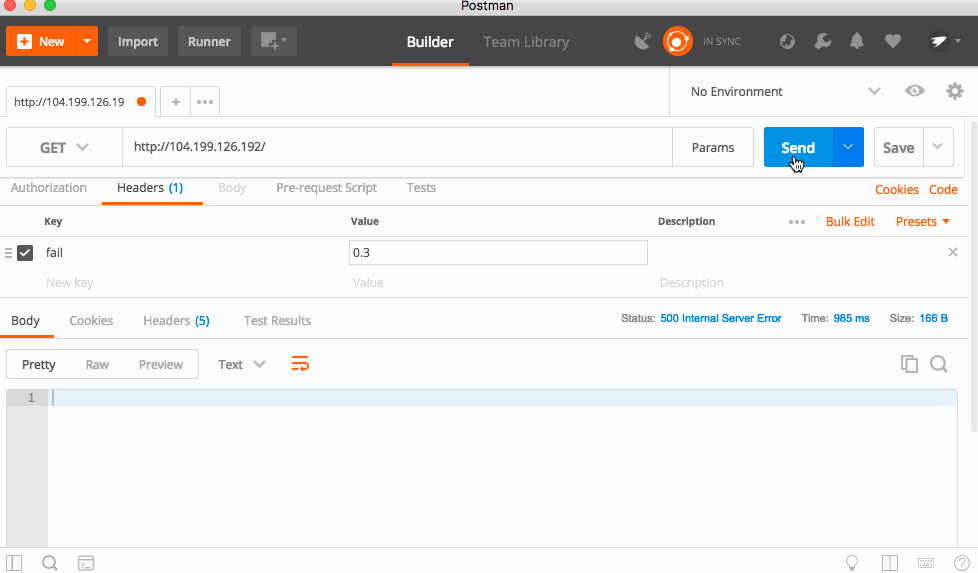 Postman
New Import Runner Builder Team Library IN SYNC
http://104.199.126.19 No Environment
GET http://104.199.126.192/ Params Send Save
Authorization Headers (1) Body Pre-request Script Tests Cookies Code
Key Value Description Bulk Edit Presets
fail 0.3
New key Value Description
Body Cookies Headers (5) Test Results Status: 500 Internal Server Error Time: 985 ms Size: 166 B
Pretty Raw Preview Text
1